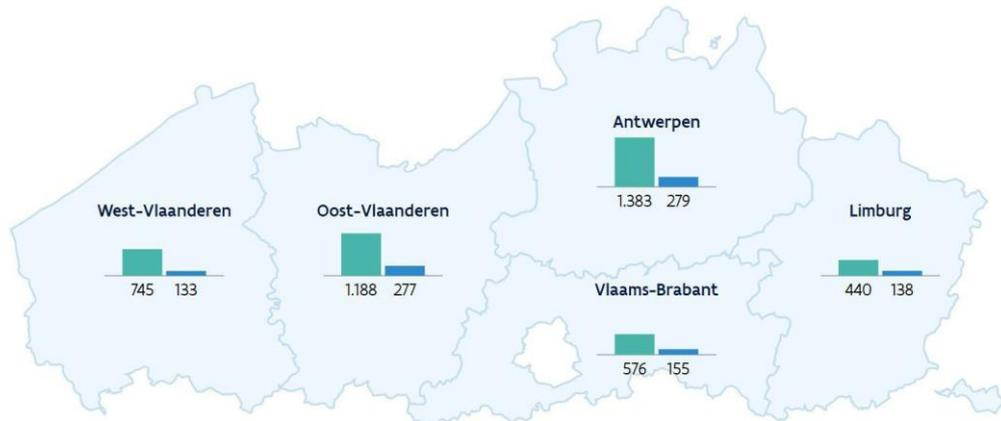 Antwerpen
1.383 279
West-Vlaanderen
745 133
Oost-Vlaanderen
1.188 277
Limburg
440 138
Vlaams-Brabant
576 155